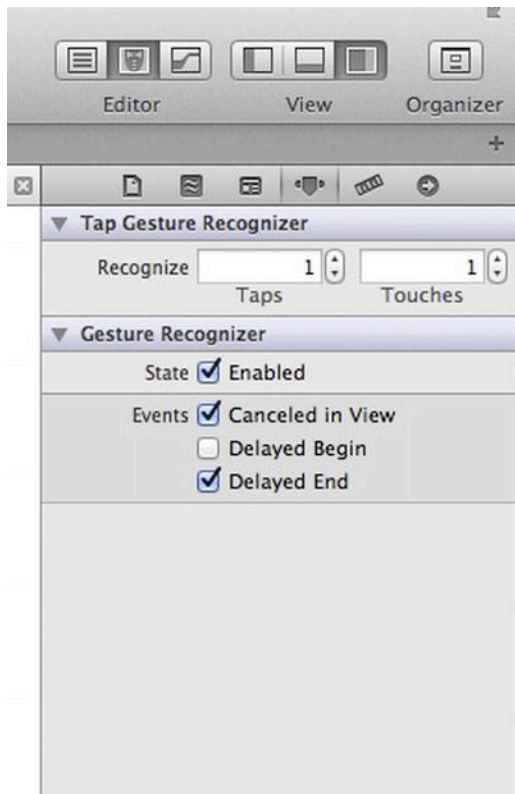 Editor View Organizer
Tap Gesture Recognizer
Recognize 1 1
Taps Touches
Gesture Recognizer
State Enabled
Events Canceled in View
Delayed Begin
Delayed End